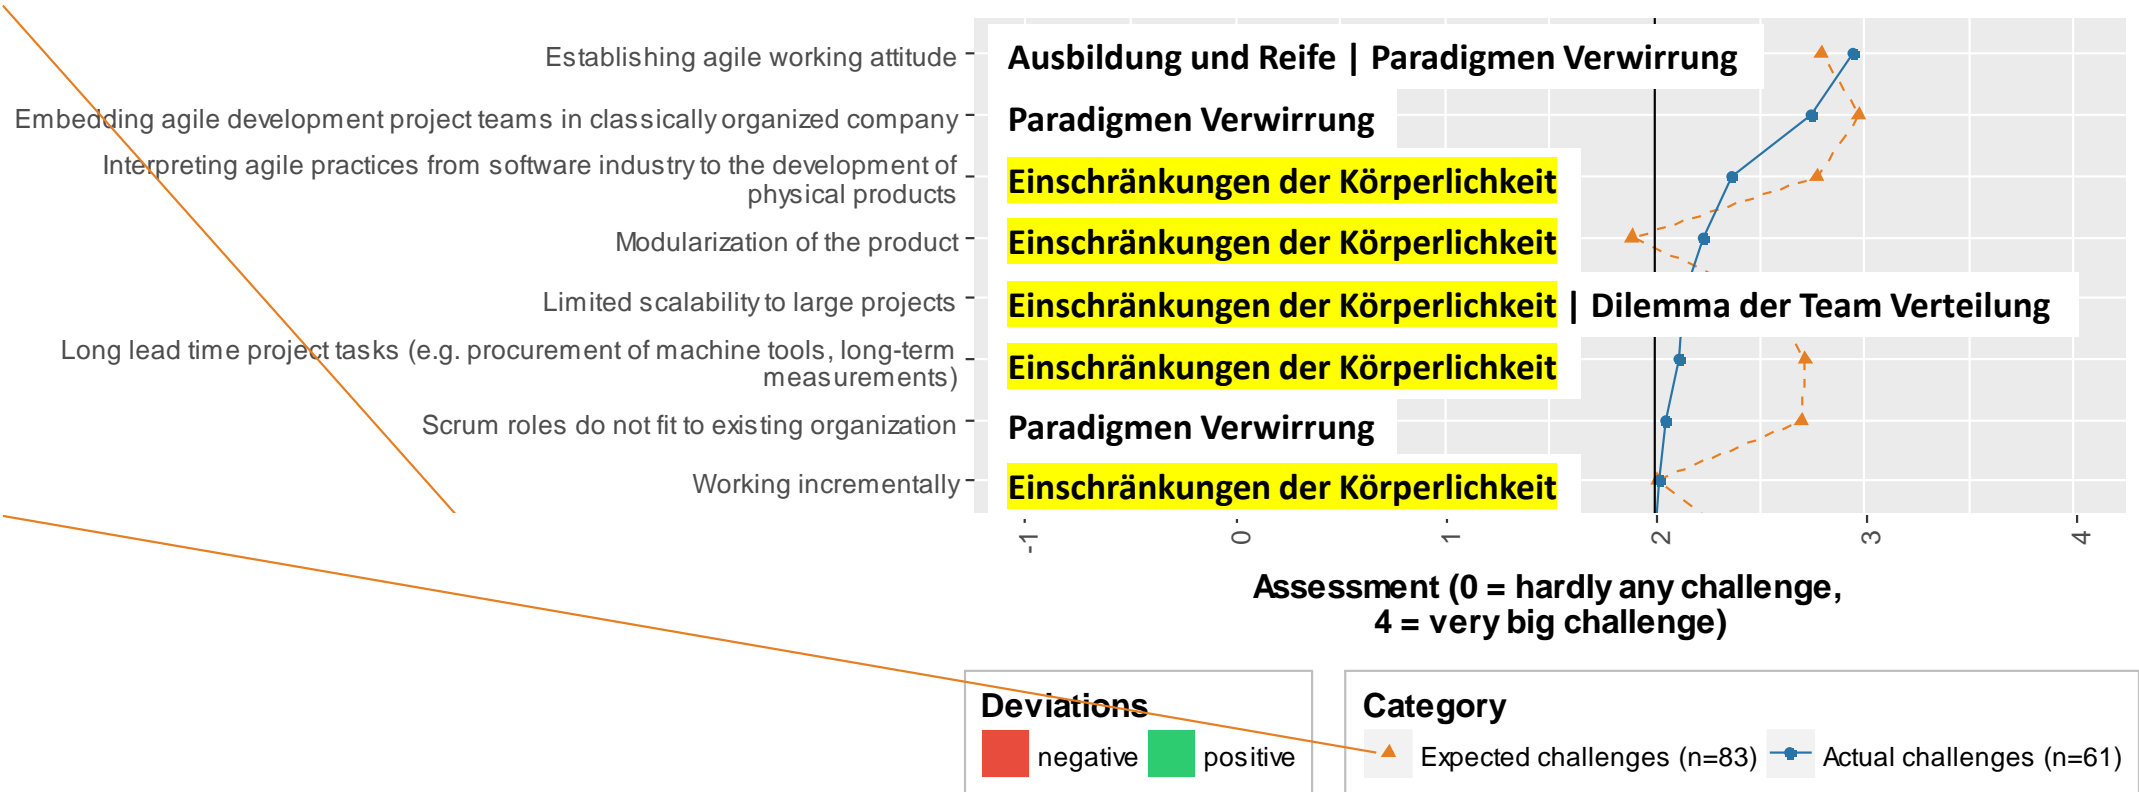 Establishing agile working attitude
Ausbildung und Reife | Paradigmen Verwirrung
Embedding agile development project teams in classically organized company
Paradigmen Verwirrung
Interpreting agile practices from software industry to the development of
physical products
Einschränkungen der Körperlichkeit
Modularization of the product
Einschränkungen der Körperlichkeit
Limited scalability to large projects
Einschränkungen der Körperlichkeit | Dilemma der Team Verteilung
Long lead time project tasks (e.g. procurement of machine tools, long-term
measurements)
Einschränkungen der Körperlichkeit
Scrum roles do not fit to existing organization
Paradigmen Verwirrung
Working incrementally
Einschränkungen der Körperlichkeit
-1
0
1
2
3
4
Assessment (0 = hardly any challenge,
4 = very big challenge)
Deviations
negative
positive
Category
Expected challenges (n=83)
Actual challenges (n=61)